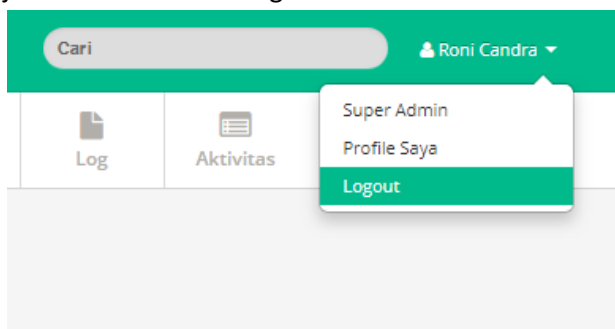 Cari
Roni Candra
Log
Aktivitas
Super Admin
Profile Saya
Logout